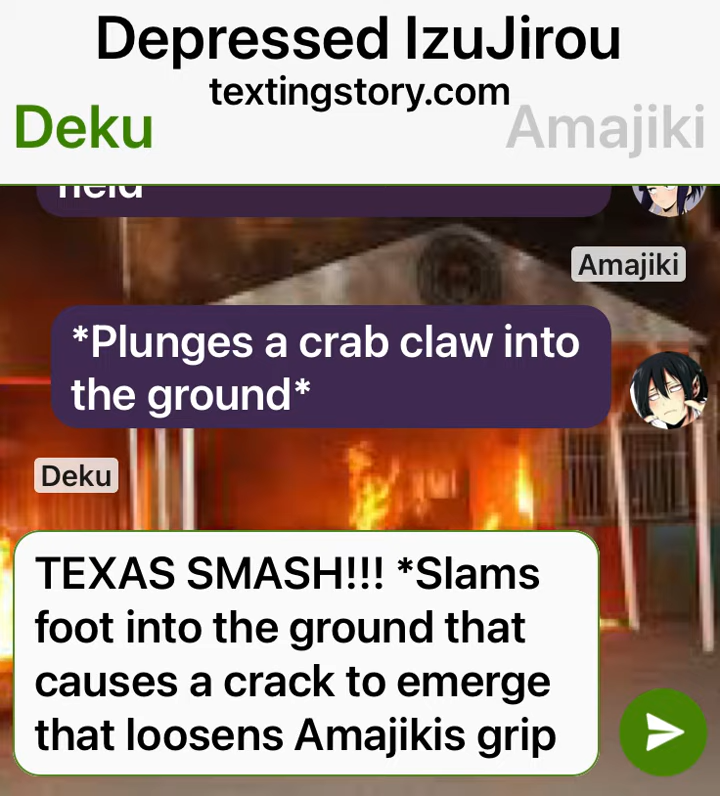 Depressed IzuJirou
textingstory.com
Deku
Amajiki
Amajiki
*Plunges a crab claw into
the ground*
Deku
TEXAS SMASH!!! *Slams
foot into the ground that
causes a crack to emerge
that loosens Amajikis grip